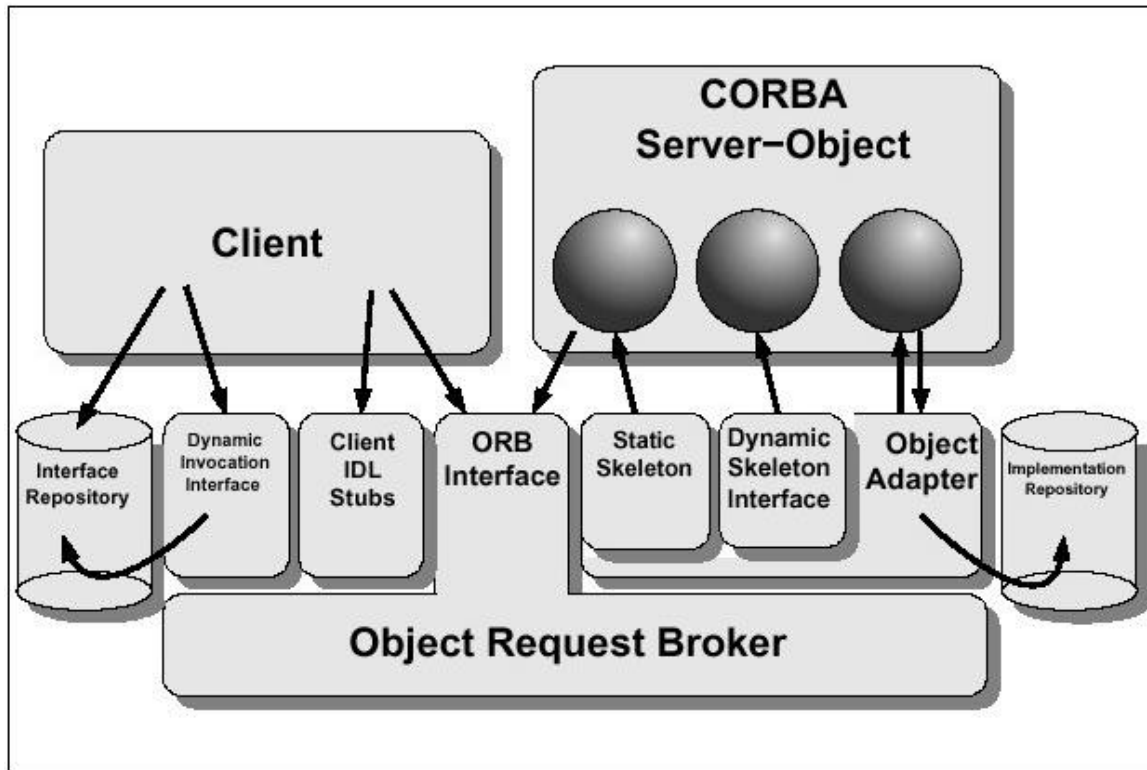 CORBA
Server−Object
Client
Interface
Repository
Dynamic
Invocation
Interface
Client
IDL
Stubs
ORB
Interface
Static
Skeleton
Dynamic
Skeleton
Interface
Object
Adapter
Implementation
Repository
Object Request Broker